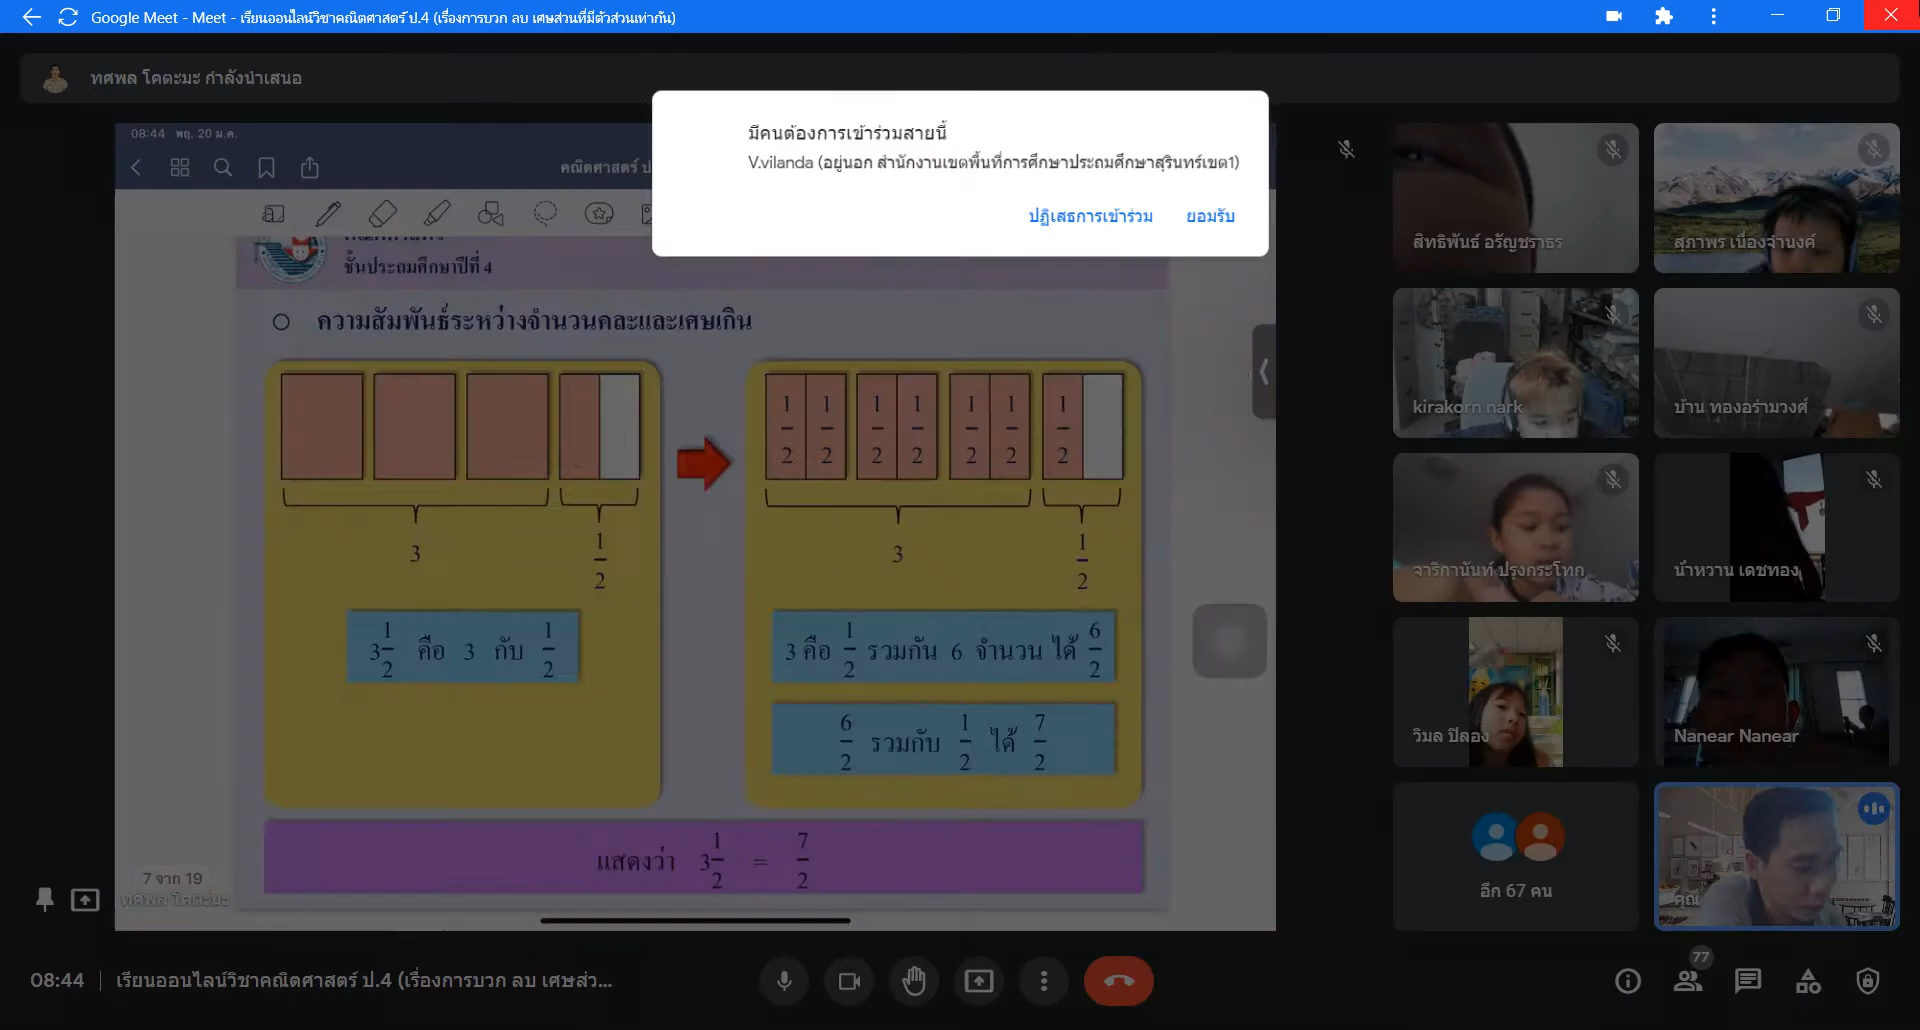 Google Meet - Meet - เรียนออนไลน์วิชาคณิตศาสตร์ ป.4 (เรื่องการบวก ลบ เศษส่วนที่มีตัวส่วนเท่ากัน)
ทศพล โคตะมะ กำลังนำเสนอ
มีคนต้องการเข้าร่วมสายนี้
V.vilanda (อยู่นอก สำนักงานเขตพื้นที่การศึกษาประถมศึกษาสุรินทร์เขต1)
ปฏิเสธการเข้าร่วม ยอมรับ
08:44 พฤ. 20 ม.ค.
คณิตศาสตร์ ป
ชั้นประถมศึกษาปีที่ 4
ความสัมพันธ์ระหว่างจำนวนคละและเศษเกิน
1/2 1/2 1/2 1/2 1/2 1/2 1/2
3 1/2 3 1/2
3 1/2 คือ 3 กับ 1/2
3 คือ 1/2 รวมกัน 6 จำนวน ได้ 6/2
6/2 รวมกับ 1/2 ได้ 7/2
แสดงว่า 3 1/2 = 7/2
7 จาก 19
ทศพล โคตะมะ
สิทธิพันธ์ อรัญชราธร
สุภาพร เนื่องจำนงค์
kirakorn nark
บ้าน ทองอร่ามวงศ์
จาริกานันท์ ปรุงกระโทก
น้ำหวาน เดชทอง
วิมล ปิลอง
Nanear Nanear
อีก 67 คน
คุณ
08:44 เรียนออนไลน์วิชาคณิตศาสตร์ ป.4 (เรื่องการบวก ลบ เศษส่ว...
77